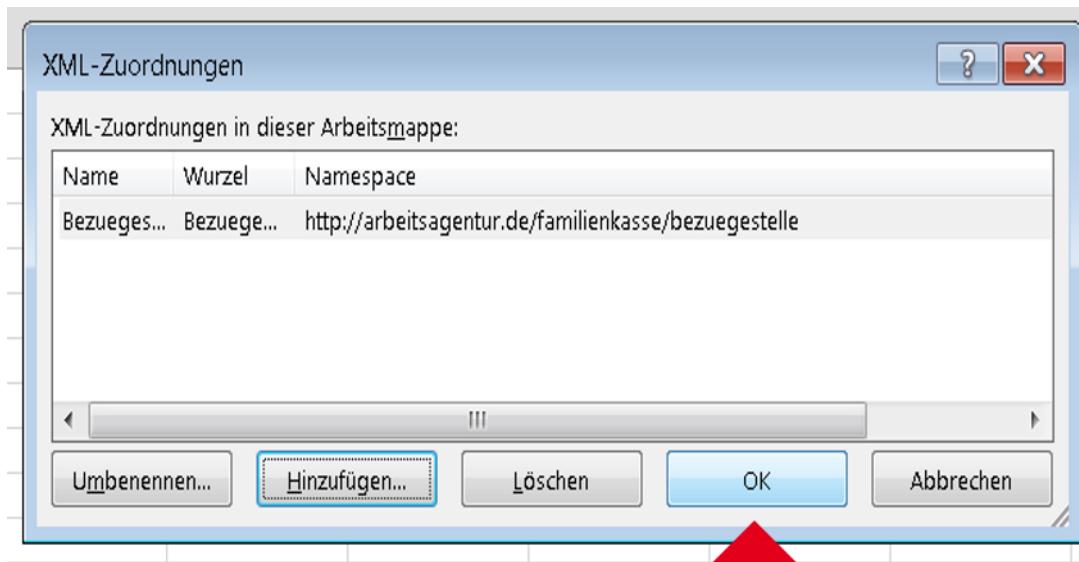 XML-Zuordnungen
?
XML-Zuordnungen in dieser Arbeitsmappe:
Name Wurzel Namespace
Bezueges... Bezuege... http://arbeitsagentur.de/familienkasse/bezuegestelle
Umbenennen... Hinzufügen... Löschen OK Abbrechen